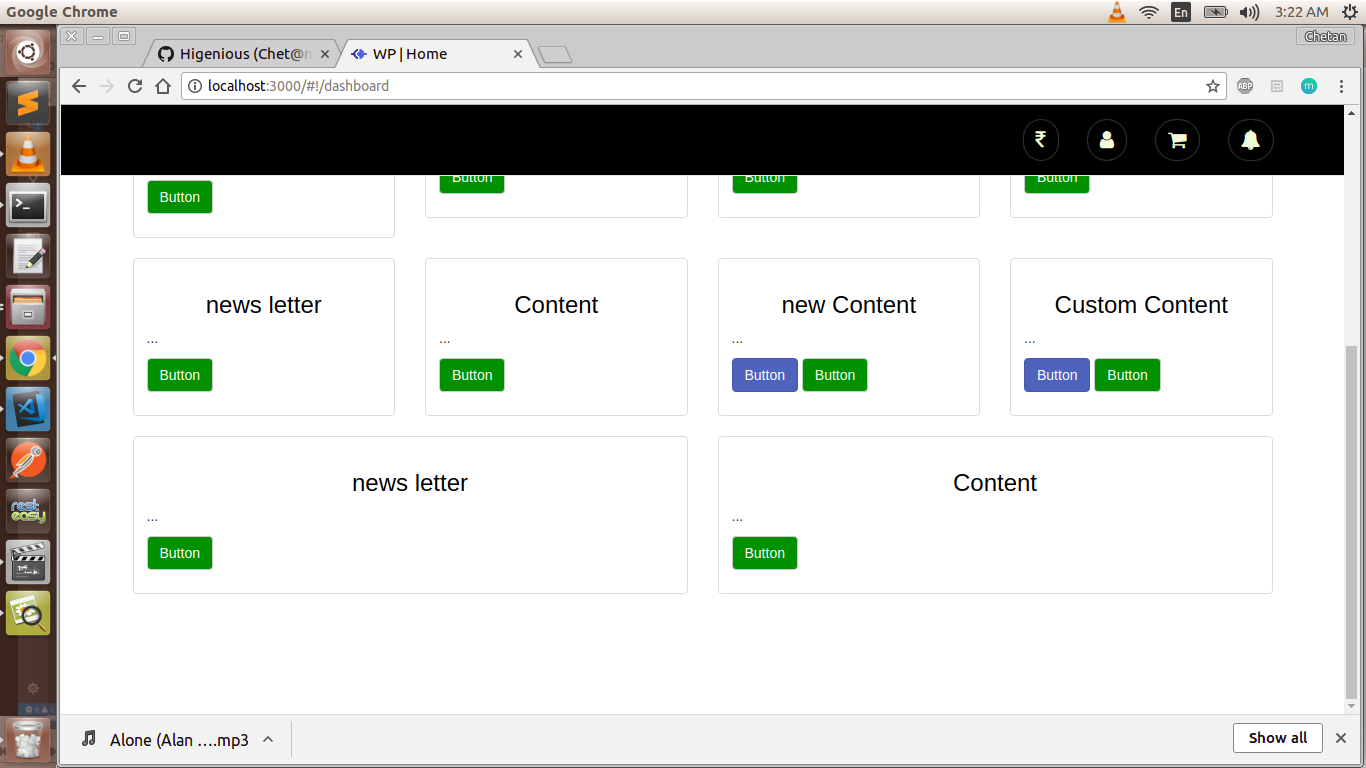 Google Chrome
En
3:22 AM
Chetan
Higenious (Chet@n
WP | Home
localhost:3000/#!/dashboard
ABP
m
₹
Button
Button
Button
Button
news letter
Content
new Content
Custom Content
...
...
...
...
Button
Button
Button
Button
Button
Button
news letter
Content
...
...
Button
Button
rest
easy
Alone (Alan ….mp3
Show all